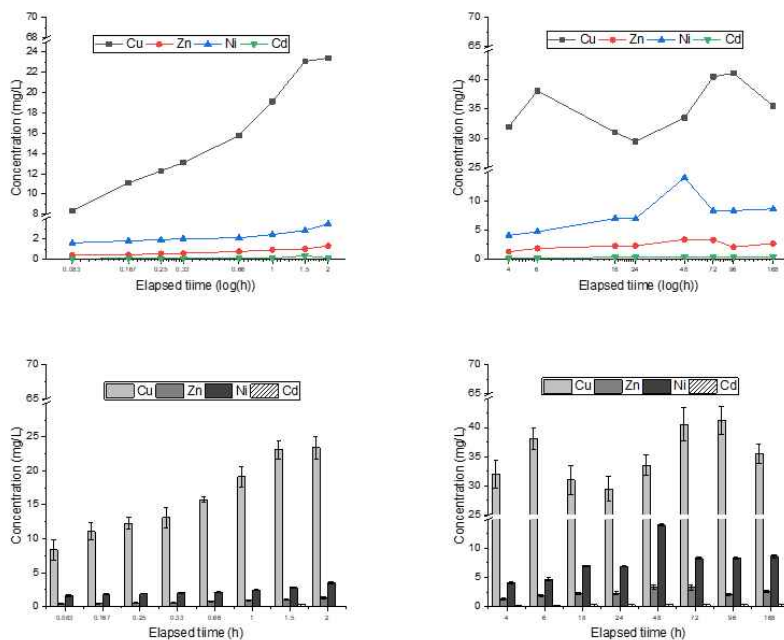 70
68
24
22
20
18
16
14
12
10
8
2
0
Concentration (mg/L)
Cu Zn Ni Cd
0.083 0.167 0.25 0.33 0.66 1 1.5 2
Elapsed tiime (log(h))
70
65
40
35
30
25
10
5
0
Concentration (mg/L)
Cu Zn Ni Cd
4 6 18 24 48 72 96 168
Elapsed tiime (log(h))
70
25
20
15
10
5
0
Concentration (mg/L)
Cu Zn Ni Cd
0.083 0.167 0.25 0.33 0.66 1 1.5 2
Elapsed tiime (h)
70
65
40
35
30
25
10
5
0
Concentration (mg/L)
Cu Zn Ni Cd
4 6 18 24 48 72 96 168
Elapsed tiime (h)